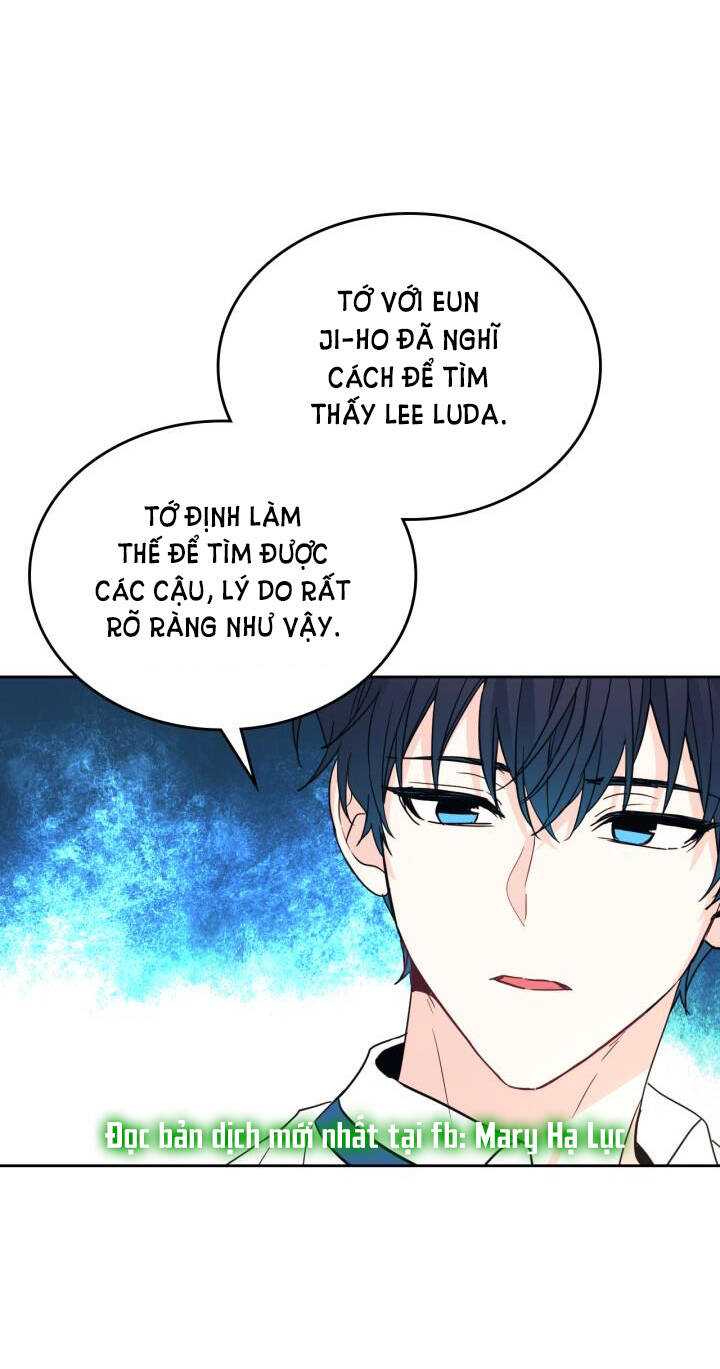 TỚ VỚI EUN
JI-HO ĐÃ NGHĨ
CÁCH ĐỂ TÌM
THẤY LEE LUDA.
TỚ ĐỊNH LÀM
THẾ ĐỂ TÌM ĐƯỢC
CÁC CẬU, LÝ DO RẤT
RÕ RÀNG NHƯ VẬY.
Đọc bản dịch mới nhất tại fb: Mary Hạ Lục